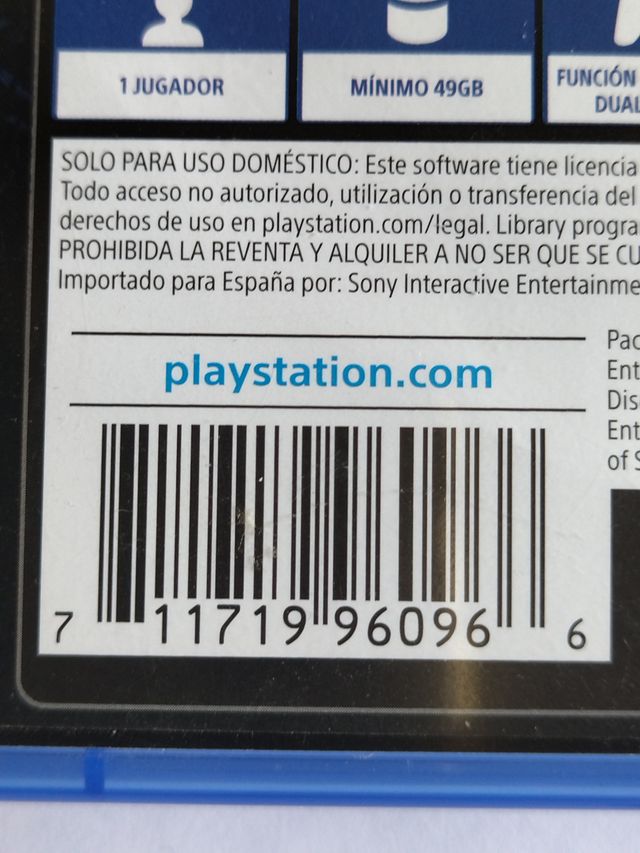 1 JUGADOR
MÍNIMO 49GB
FUNCIÓN
DUAL
SOLO PARA USO DOMÉSTICO: Este software tiene licencia
Todo acceso no autorizado, utilización o transferencia del
derechos de uso en playstation.com/legal. Library progra
PROHIBIDA LA REVENTA Y ALQUILER A NO SER QUE SE CU
Importado para España por: Sony Interactive Entertainme
playstation.com
Pac
Ent
Dis
Ent
of S
7 11719 96096 6